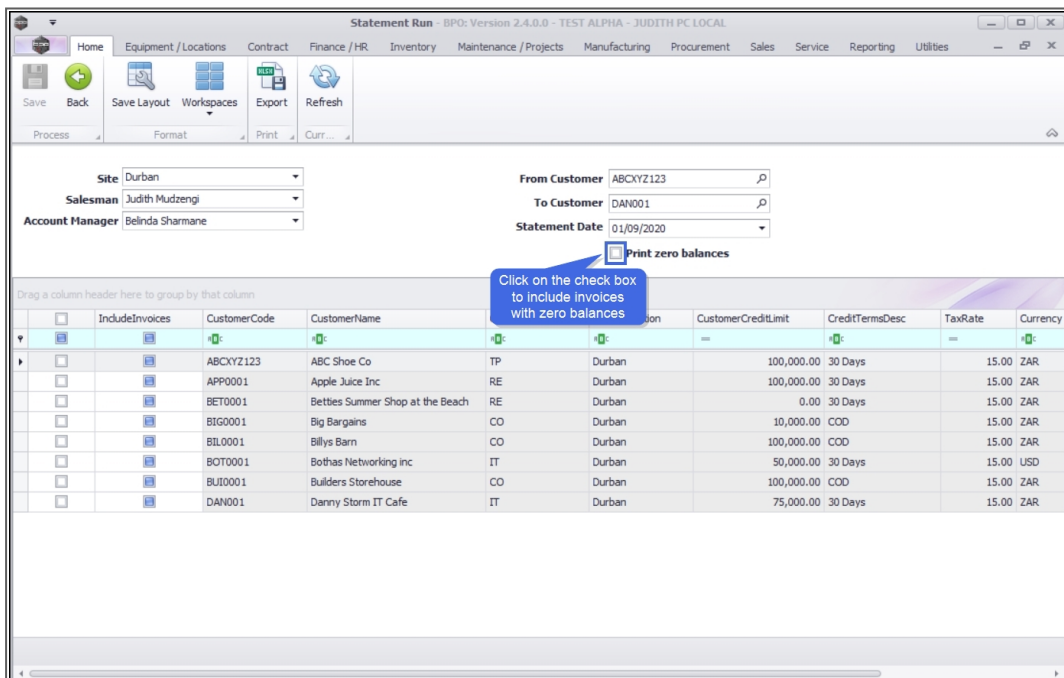 Statement Run - BPO: Version 2.4.0.0 - TEST ALPHA - JUDITH PC LOCAL
Home Equipment / Locations Contract Finance / HR Inventory Maintenance / Projects Manufacturing Procurement Sales Service Reporting Utilities
Save Back Save Layout Workspaces Export Refresh
Process Format Print Curr...
Site Durban
Salesman Judith Mudzengi
Account Manager Belinda Sharmane
From Customer ABCXYZ123
To Customer DAN001
Statement Date 01/09/2020
Print zero balances
Click on the check box
to include invoices
with zero balances
Drag a column header here to group by that column
IncludeInvoices CustomerCode CustomerName CustomerCreditLimit CreditTermsDesc TaxRate Currency
ABCXYZ123 ABC Shoe Co TP Durban 100,000.00 30 Days 15.00 ZAR
APP0001 Apple Juice Inc RE Durban 100,000.00 30 Days 15.00 ZAR
BET0001 Betties Summer Shop at the Beach RE Durban 0.00 30 Days 15.00 ZAR
BIG0001 Big Bargains CO Durban 10,000.00 COD 15.00 ZAR
BIL0001 Billys Barn CO Durban 100,000.00 COD 15.00 ZAR
BOT0001 Bothas Networking inc IT Durban 50,000.00 30 Days 15.00 USD
BUI0001 Builders Storehouse CO Durban 100,000.00 COD 15.00 ZAR
DAN001 Danny Storm IT Cafe IT Durban 75,000.00 30 Days 15.00 ZAR